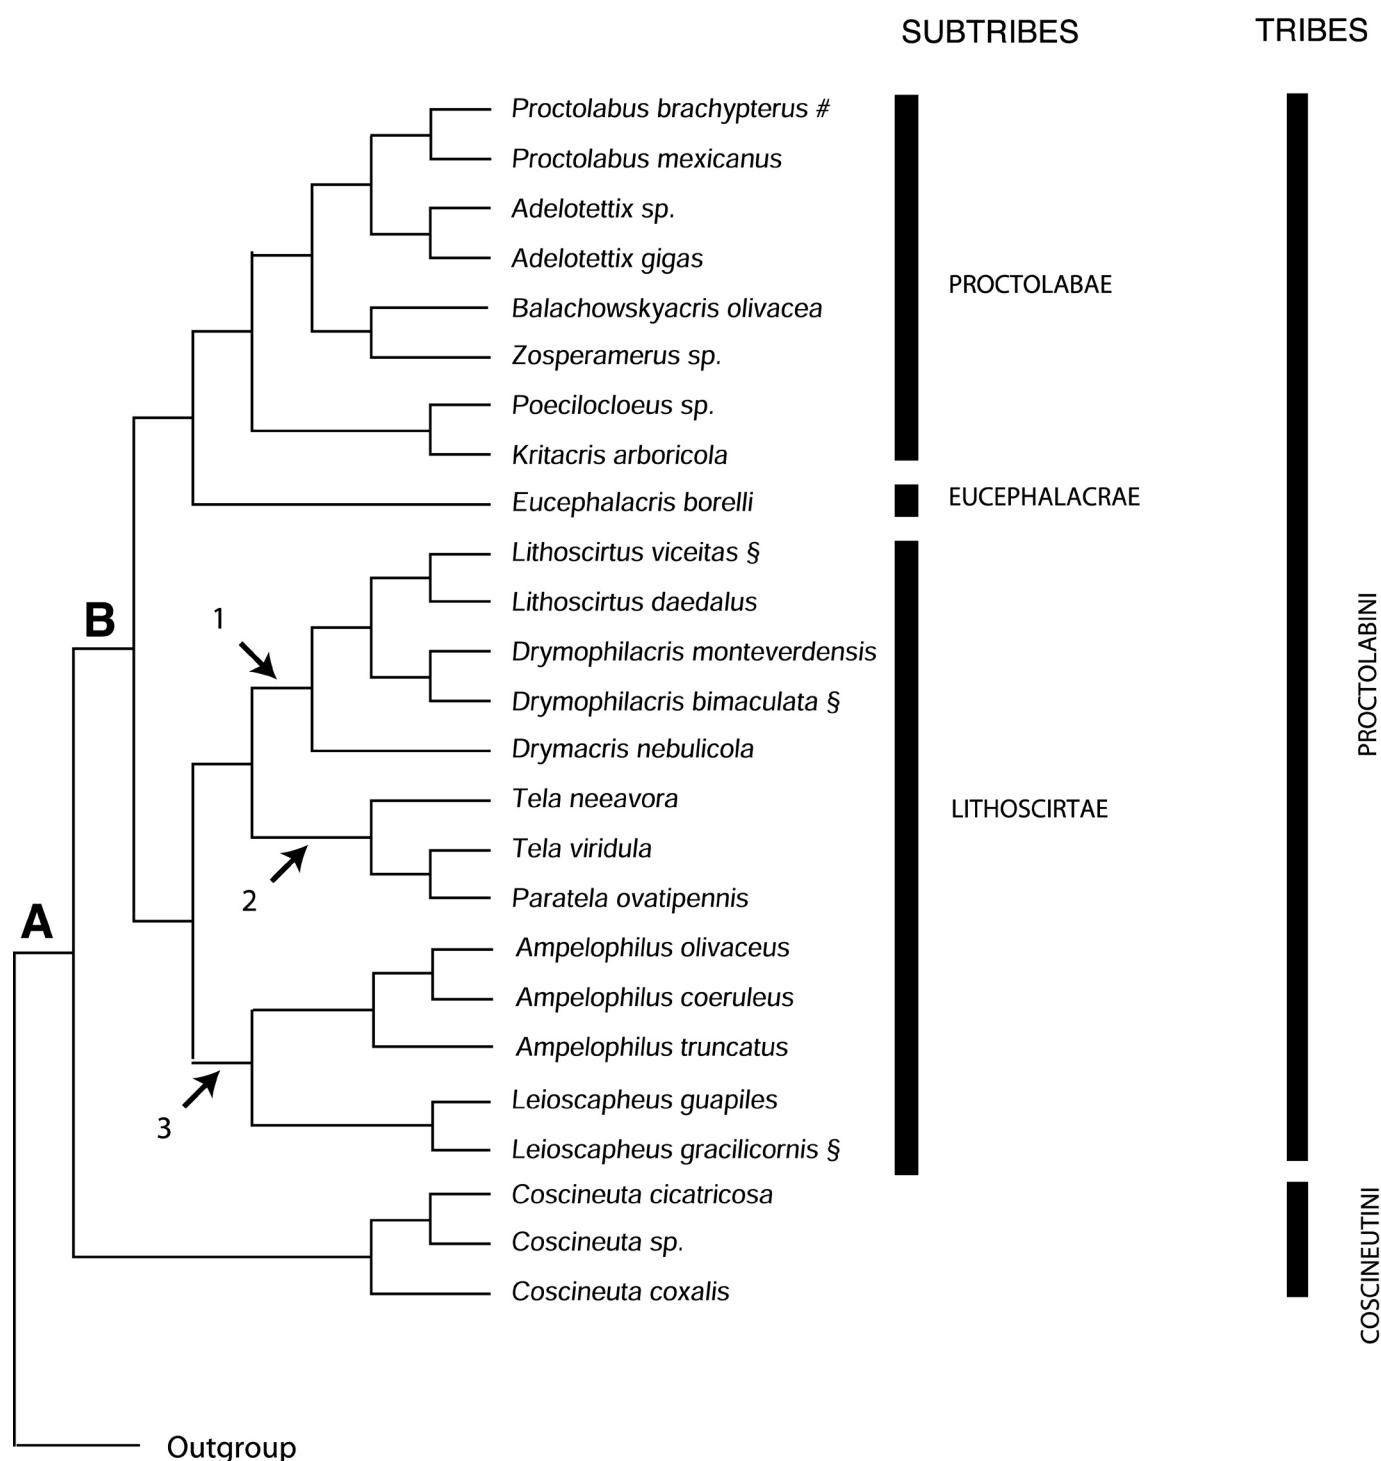 SUBTRIBES
TRIBES
Proctolabus brachypterus #
Proctolabus mexicanus
Adelotettix sp.
Adelotettix gigas
PROCTOLABAE
Balachowskyacris olivacea
Zosperamerus sp.
Poecilocloeus sp.
Kritacris arboricola
Eucephalacris borelli
EUCEPHALACRAE
Lithoscirtus viceitas §
Lithoscirtus daedalus
B
1
Drymophilacris monteverdensis
PROCTOLABINI
Drymophilacris bimaculata §
Drymacris nebulicola
Tela neeavora
LITHOSCIRTAE
Tela viridula
2
Paratela ovatipennis
A
Ampelophilus olivaceus
Ampelophilus coeruleus
Ampelophilus truncatus
3
Leioscapheus guapiles
Leioscapheus gracilicornis §
Coscineuta cicatricosa
Coscineuta sp.
COSCINEUTINI
Coscineuta coxalis
Outgroup